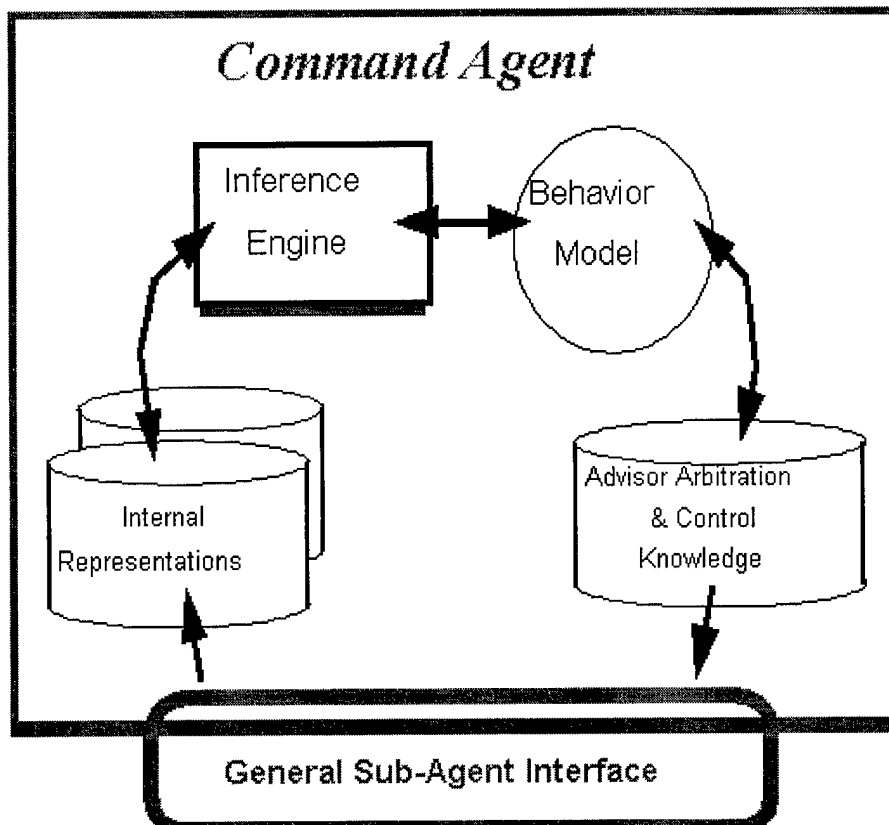 Command Agent
Inference
Engine
Behavior
Model
Internal
Representations
Advisor Arbitration
& Control
Knowledge
General Sub-Agent Interface